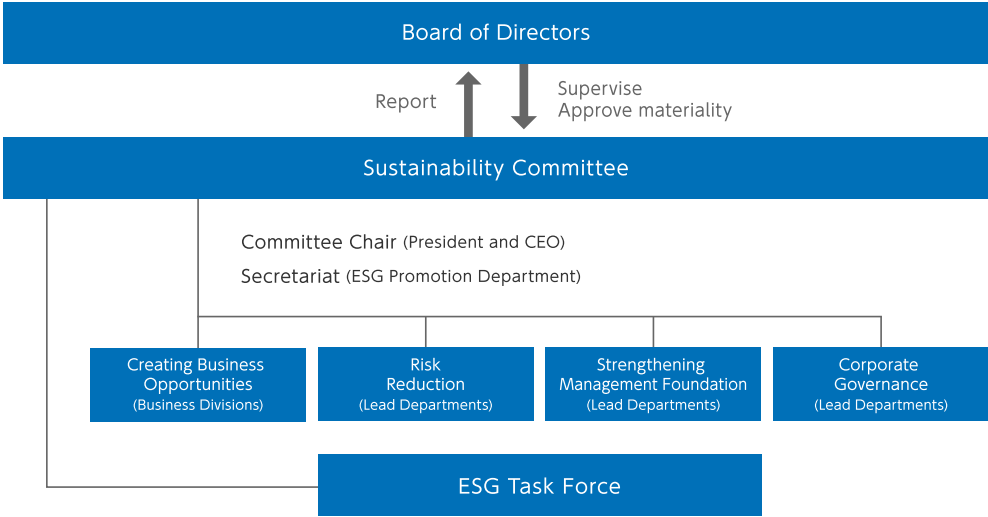 Board of Directors
Report
Supervise
Approve materiality
Sustainability Committee
Committee Chair (President and CEO)
Secretariat (ESG Promotion Department)
Creating Business
Opportunities
(Business Divisions)
Risk
Reduction
(Lead Departments)
Strengthening
Management Foundation
(Lead Departments)
Corporate
Governance
(Lead Departments)
ESG Task Force